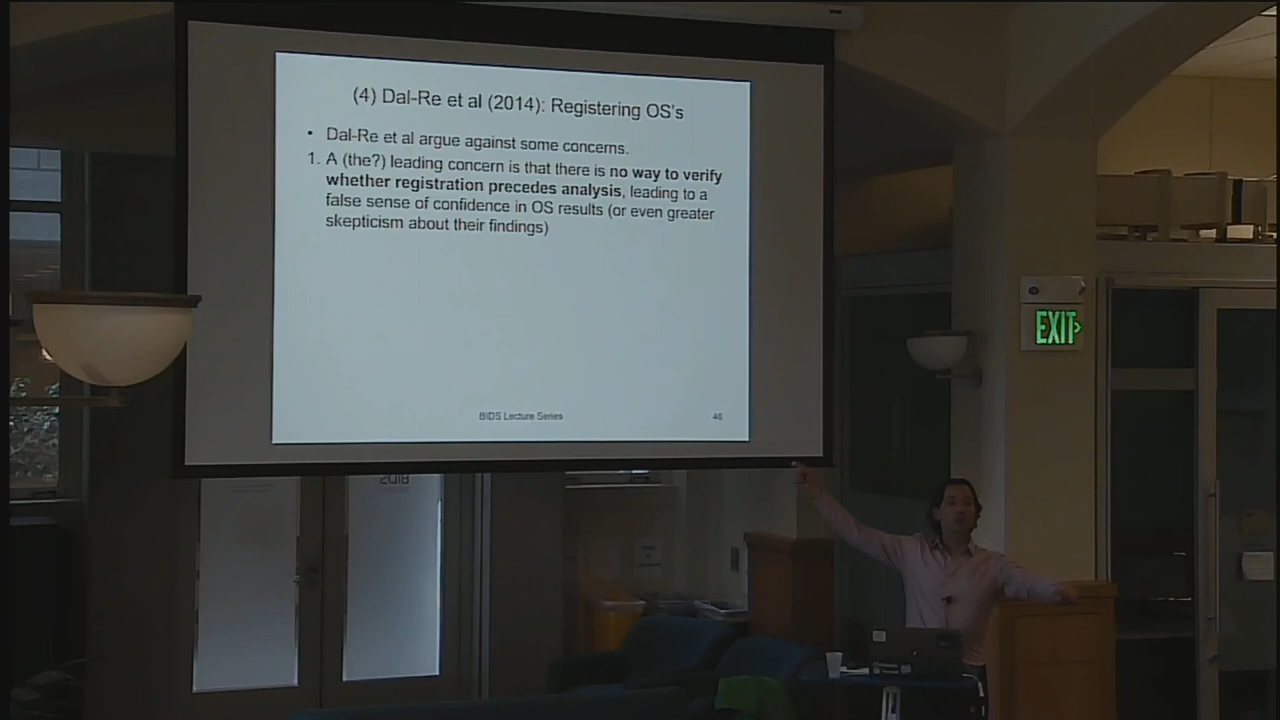 (4) Dal-Re et al (2014): Registering OS's
• Dal-Re et al argue against some concerns.
1. A (the?) leading concern is that there is no way to verify
whether registration precedes analysis, leading to a
false sense of confidence in OS results (or even greater
skepticism about their findings)
BIDS Lecture Series
46
EXIT
BIDS